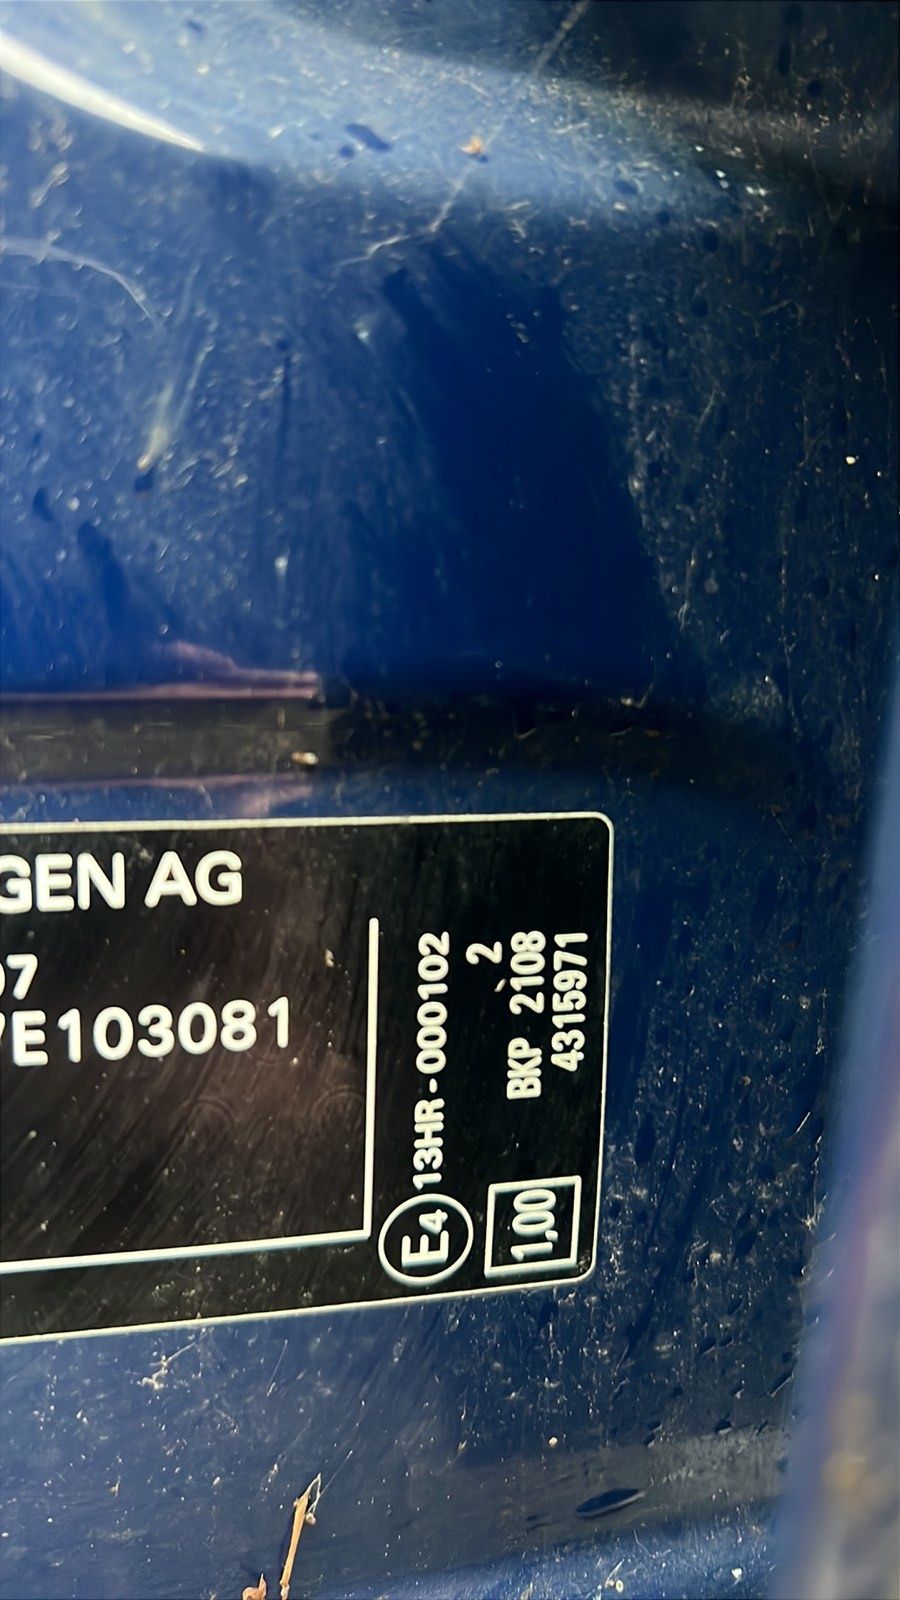 GEN AG
07
E103081
E4 13HR-000102
2
BKP 2108
4315971
1,00